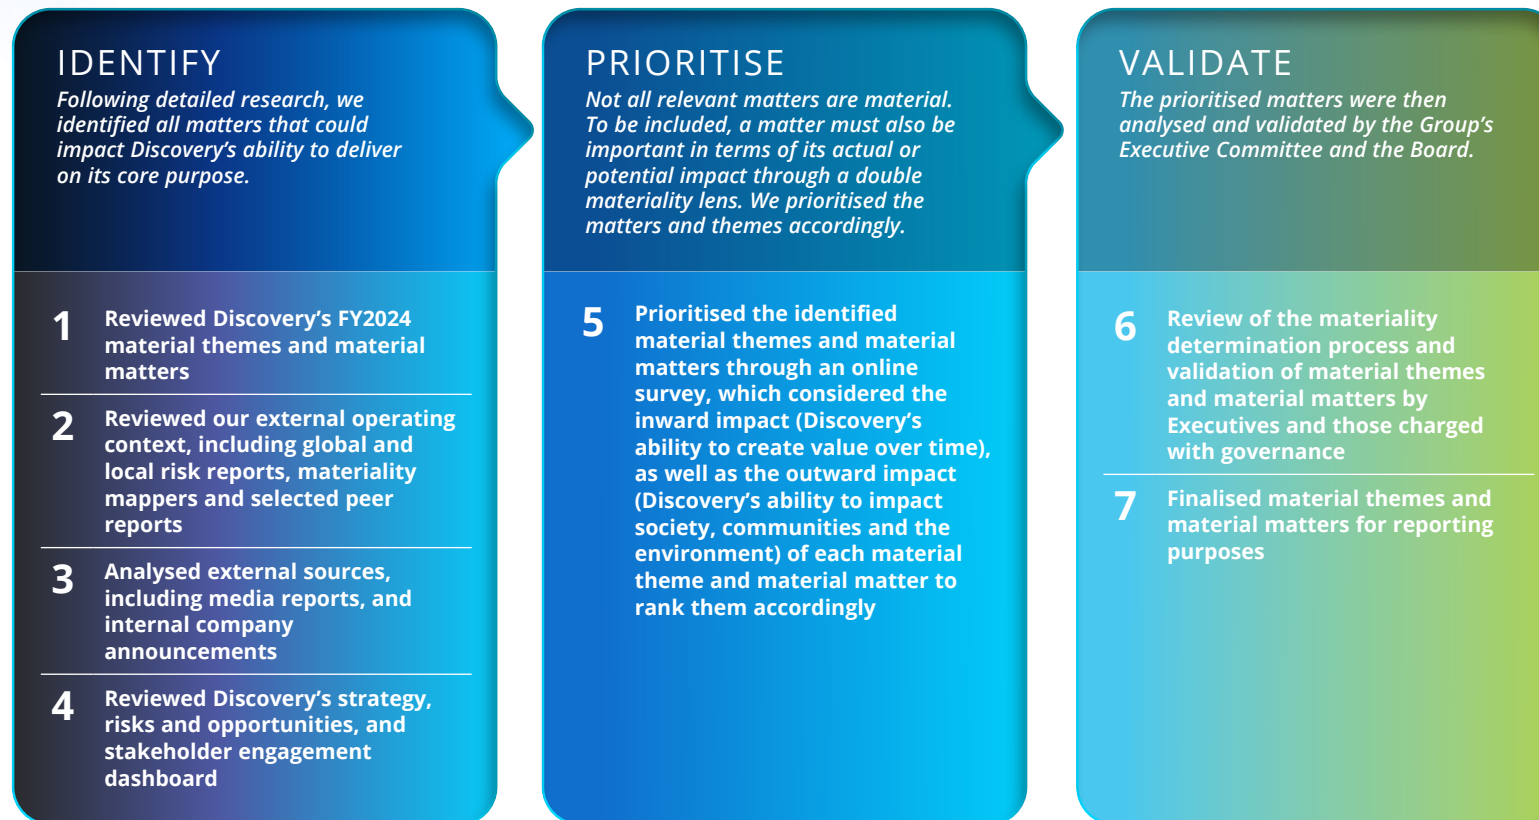 IDENTIFY
Following detailed research, we
identified all matters that could
impact Discovery's ability to deliver
on its core purpose.
1
Reviewed Discovery's FY2024
material themes and material
matters
2
Reviewed our external operating
context, including global and
local risk reports, materiality
mappers and selected peer
reports
3
Analysed external sources,
including media reports, and
internal company
announcements
4
Reviewed Discovery's strategy,
risks and opportunities, and
stakeholder engagement
dashboard
PRIORITISE
Not all relevant matters are material.
To be included, a matter must also be
important in terms of its actual or
potential impact through a double
materiality lens. We prioritised the
matters and themes accordingly.
5
Prioritised the identified
material themes and material
matters through an online
survey, which considered the
inward impact (Discovery's
ability to create value over time),
as well as the outward impact
(Discovery's ability to impact
society, communities and the
environment) of each material
theme and material matter to
rank them accordingly
VALIDATE
The prioritised matters were then
analysed and validated by the Group's
Executive Committee and the Board.
6
Review of the materiality
determination process and
validation of material themes
and material matters by
Executives and those charged
with governance
7
Finalised material themes and
material matters for reporting
purposes